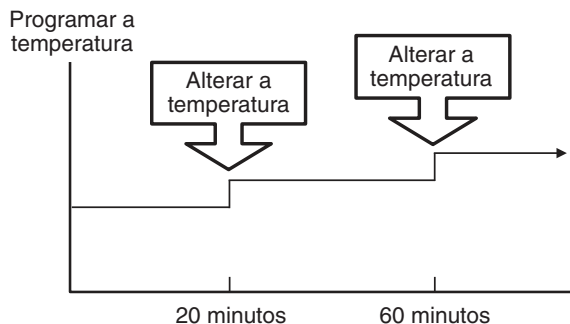 Programar a
temperatura
Alterar a
temperatura
Alterar a
temperatura
20 minutos
60 minutos